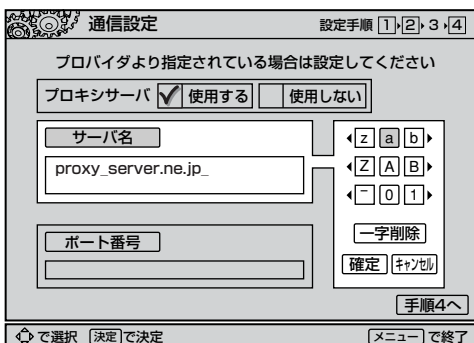 通信設定 設定手順 1 2 3 4
プロバイダより指定されている場合は設定してください
プロキシサーバ 使用する 使用しない
サーバ名
proxy_server.ne.jp_
z a b
Z A B
‾ 0 1
ポート番号
一字削除
確定 キャンセル
手順4へ
で選択 決定 で決定 メニュー で終了